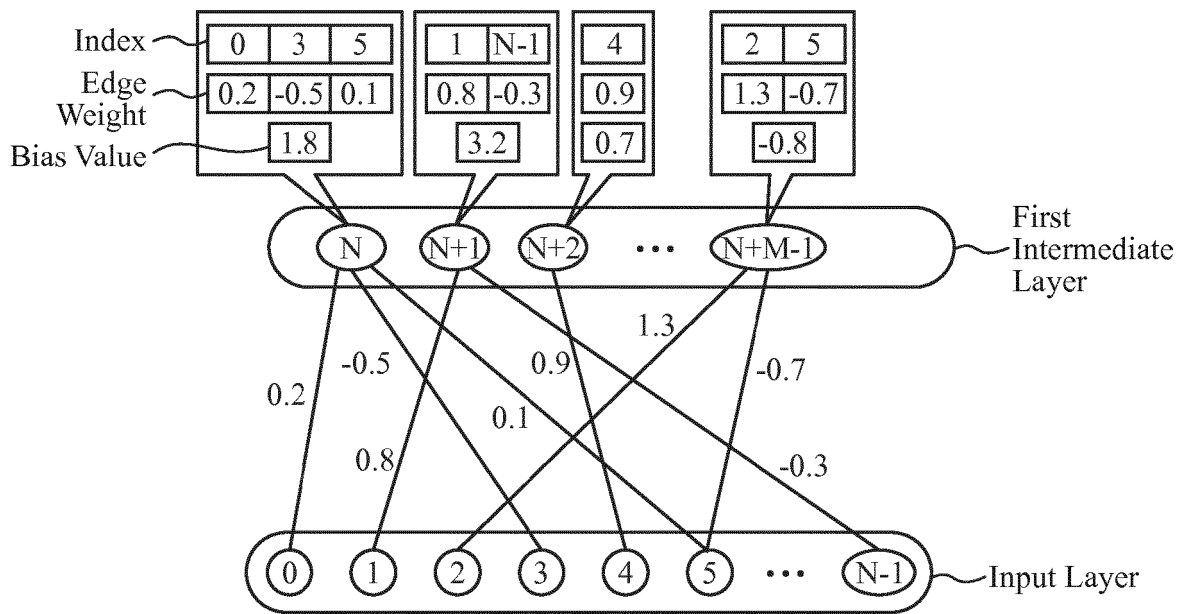 Index
0 3 5
1 N-1
4
2 5
Edge
Weight
0.2 -0.5 0.1
0.8 -0.3
0.9
1.3 -0.7
Bias Value
1.8
3.2
0.7
-0.8
N
N+1
N+2
...
N+M-1
First
Intermediate
Layer
0.2
-0.5
0.8
0.1
0.9
1.3
-0.7
-0.3
0
1
2
3
4
5
...
N-1
Input Layer